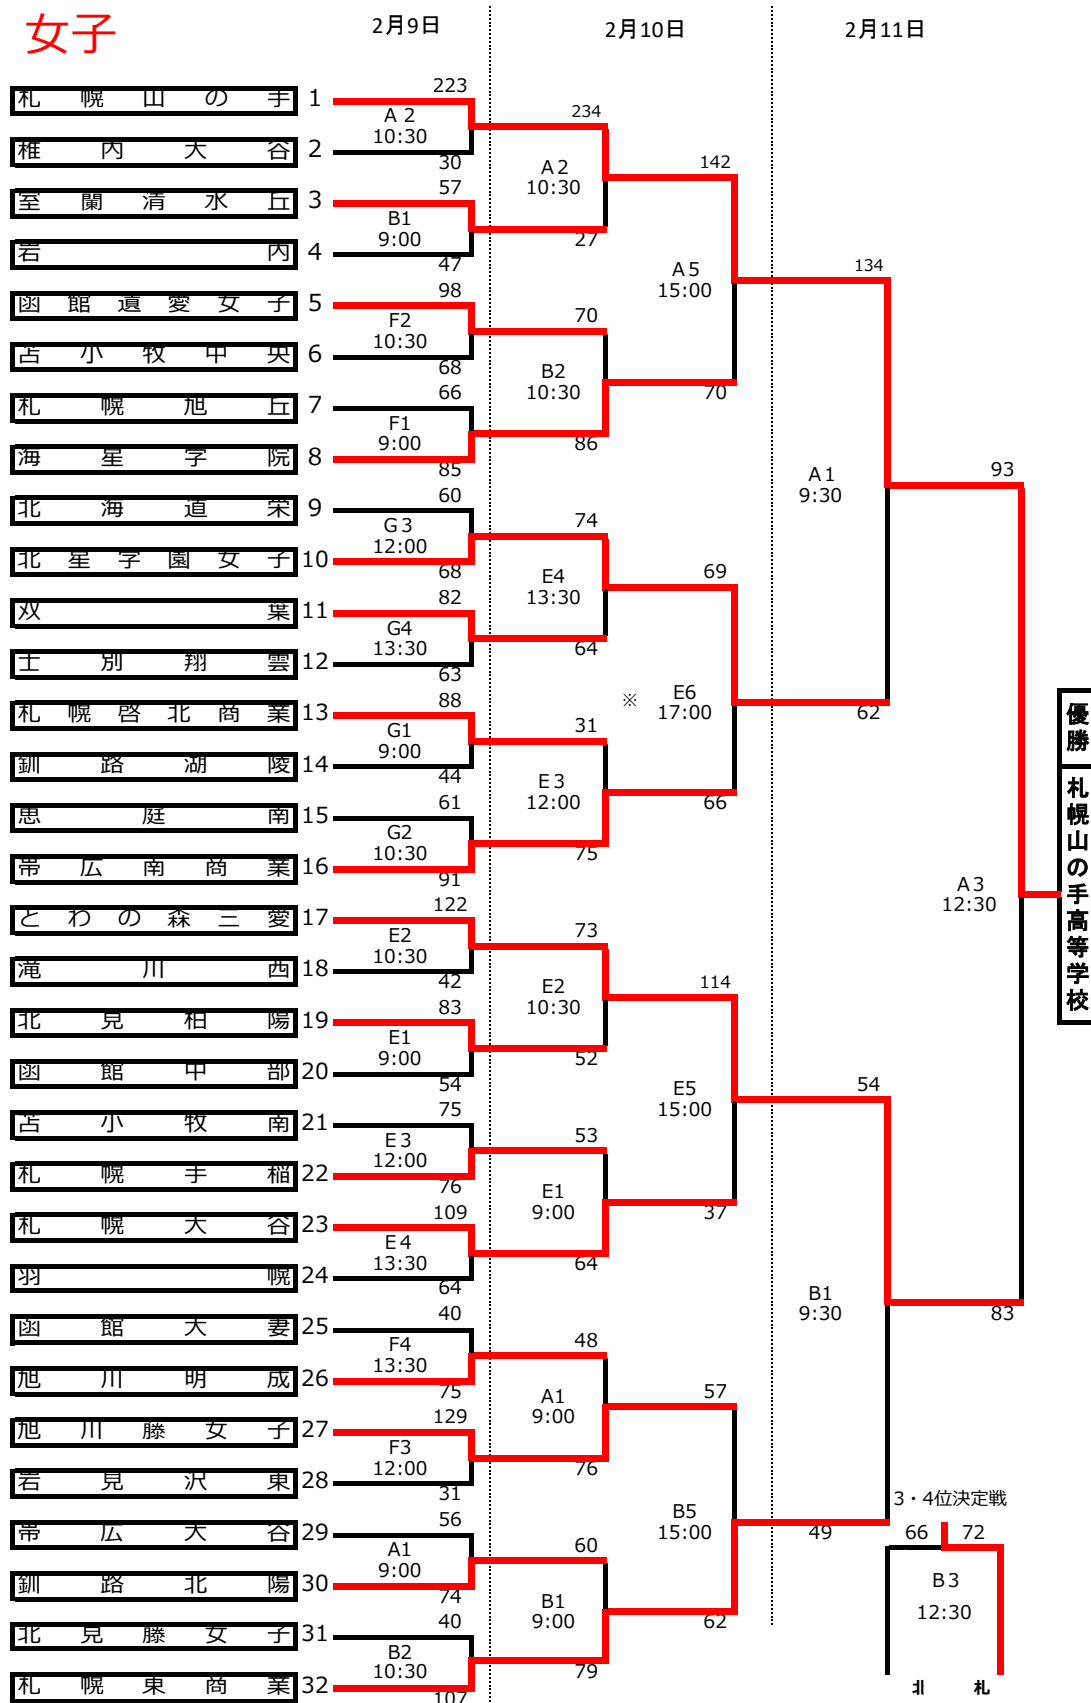 女子
2月9日
2月10日
2月11日
札幌山の手 1
稚内大谷 2
室蘭清水丘 3
岩内 4
函館遺愛女子 5
苫小牧中央 6
札幌旭丘 7
海星学院 8
北海道栄 9
北星学園女子 10
双葉 11
士別翔雲 12
札幌啓北商業 13
釧路湖陵 14
恵庭南 15
帯広南商業 16
とわの森三愛 17
滝川西 18
北見柏陽 19
函館中部 20
苫小牧南 21
札幌手稲 22
札幌大谷 23
羽幌 24
函館大妻 25
旭川明成 26
旭川藤女子 27
岩見沢東 28
帯広大谷 29
釧路北陽 30
北見藤女子 31
札幌東商業 32
223
A 2
10:30
30
57
B1
9:00
47
98
F2
10:30
68
66
F1
9:00
85
60
G3
12:00
68
82
G4
13:30
63
88
G1
9:00
44
61
G2
10:30
91
122
E2
10:30
42
83
E1
9:00
54
75
E3
12:00
76
109
E4
13:30
64
40
F4
13:30
75
129
F3
12:00
31
56
A1
9:00
74
40
B2
10:30
107
234
A2
10:30
27
70
B2
10:30
86
74
E4
13:30
64
31
E3
12:00
75
73
E2
10:30
52
53
E1
9:00
64
48
A1
9:00
76
60
B1
9:00
79
142
A5
15:00
70
69
※ E6
17:00
66
114
E5
15:00
37
57
B5
15:00
62
134
A1
9:30
62
54
B1
9:30
49
93
A3
12:30
83
優勝
札幌山の手高等学校
3・4位決定戦
66 72
B3
12:30
北 札